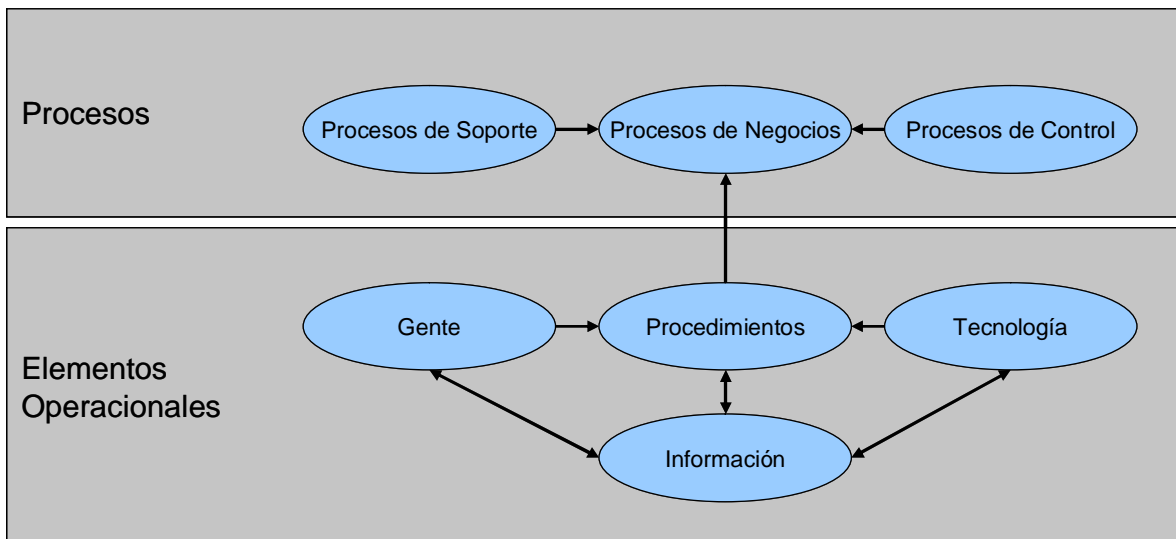 Procesos
Procesos de Soporte
Procesos de Negocios
Procesos de Control
Elementos
Operacionales
Gente
Procedimientos
Tecnología
Información